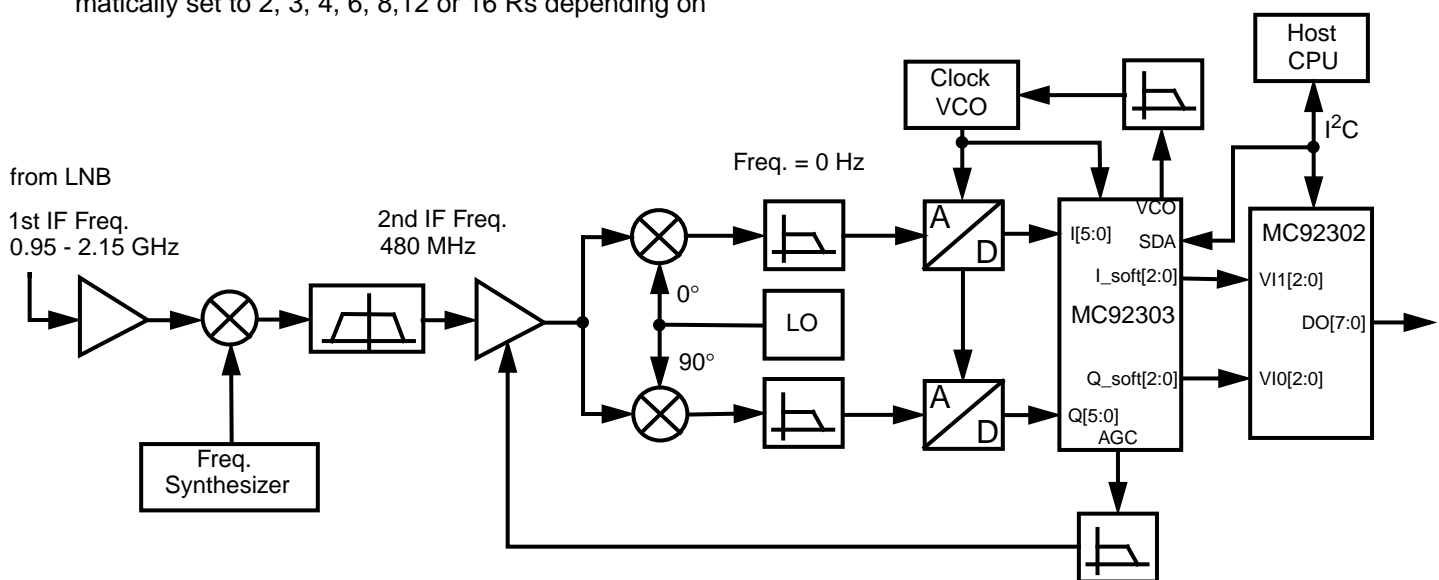 matically set to 2, 3, 4, 6, 8,12 or 16 Rs depending on
Host
CPU
Clock
VCO
I²C
Freq. = 0 Hz
from LNB
1st IF Freq.
0.95 - 2.15 GHz
2nd IF Freq.
480 MHz
A
D
VCO
I[5:0]
SDA
MC92302
I_soft[2:0]
VI1[2:0]
0°
LO
MC92303
DO[7:0]
90°
Q_soft[2:0]
VI0[2:0]
A
D
Q[5:0]
AGC
Freq.
Synthesizer